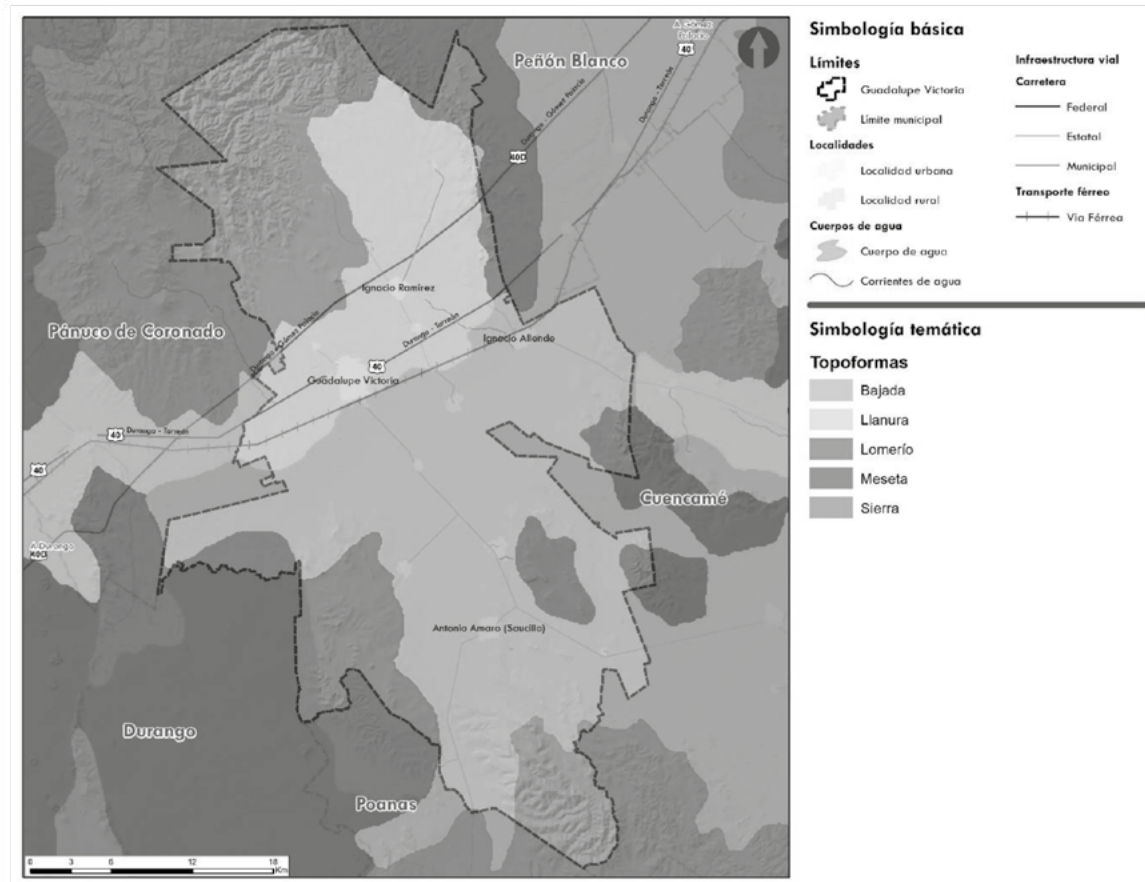 A Gómez
Palacio
40
Peñón Blanco
Durango - Gómez Palacio
Durango - Torreón
40D
Ignacio Ramírez
Pánuco de Coronado
Durango - Gómez Palacio
Durango - Torreón
Ignacio Allende
40
Guadalupe Victoria
40
Durango - Torreón
40
Cuencamé
A Durango
40D
Antonio Amaro (Saucillo)
Durango
Poanas
0 3 6 12 18
Km
Simbología básica
Límites
Guadalupe Victoria
Límite municipal
Localidades
Localidad urbana
Localidad rural
Cuerpos de agua
Cuerpo de agua
Corrientes de agua
Infraestructura vial
Carretera
Federal
Estatal
Municipal
Transporte férreo
Vía Férrea
Simbología temática
Topoformas
Bajada
Llanura
Lomerío
Meseta
Sierra